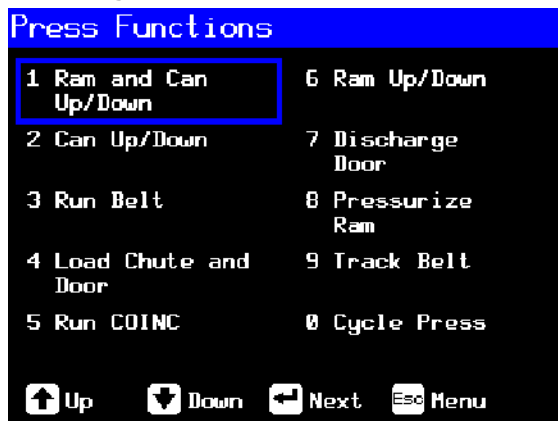 Press Functions
1 Ram and Can
Up/Down
2 Can Up/Down
3 Run Belt
4 Load Chute and
Door
5 Run COINC
6 Ram Up/Down
7 Discharge
Door
8 Pressurize
Ram
9 Track Belt
0 Cycle Press
Up Down Next Esc Menu